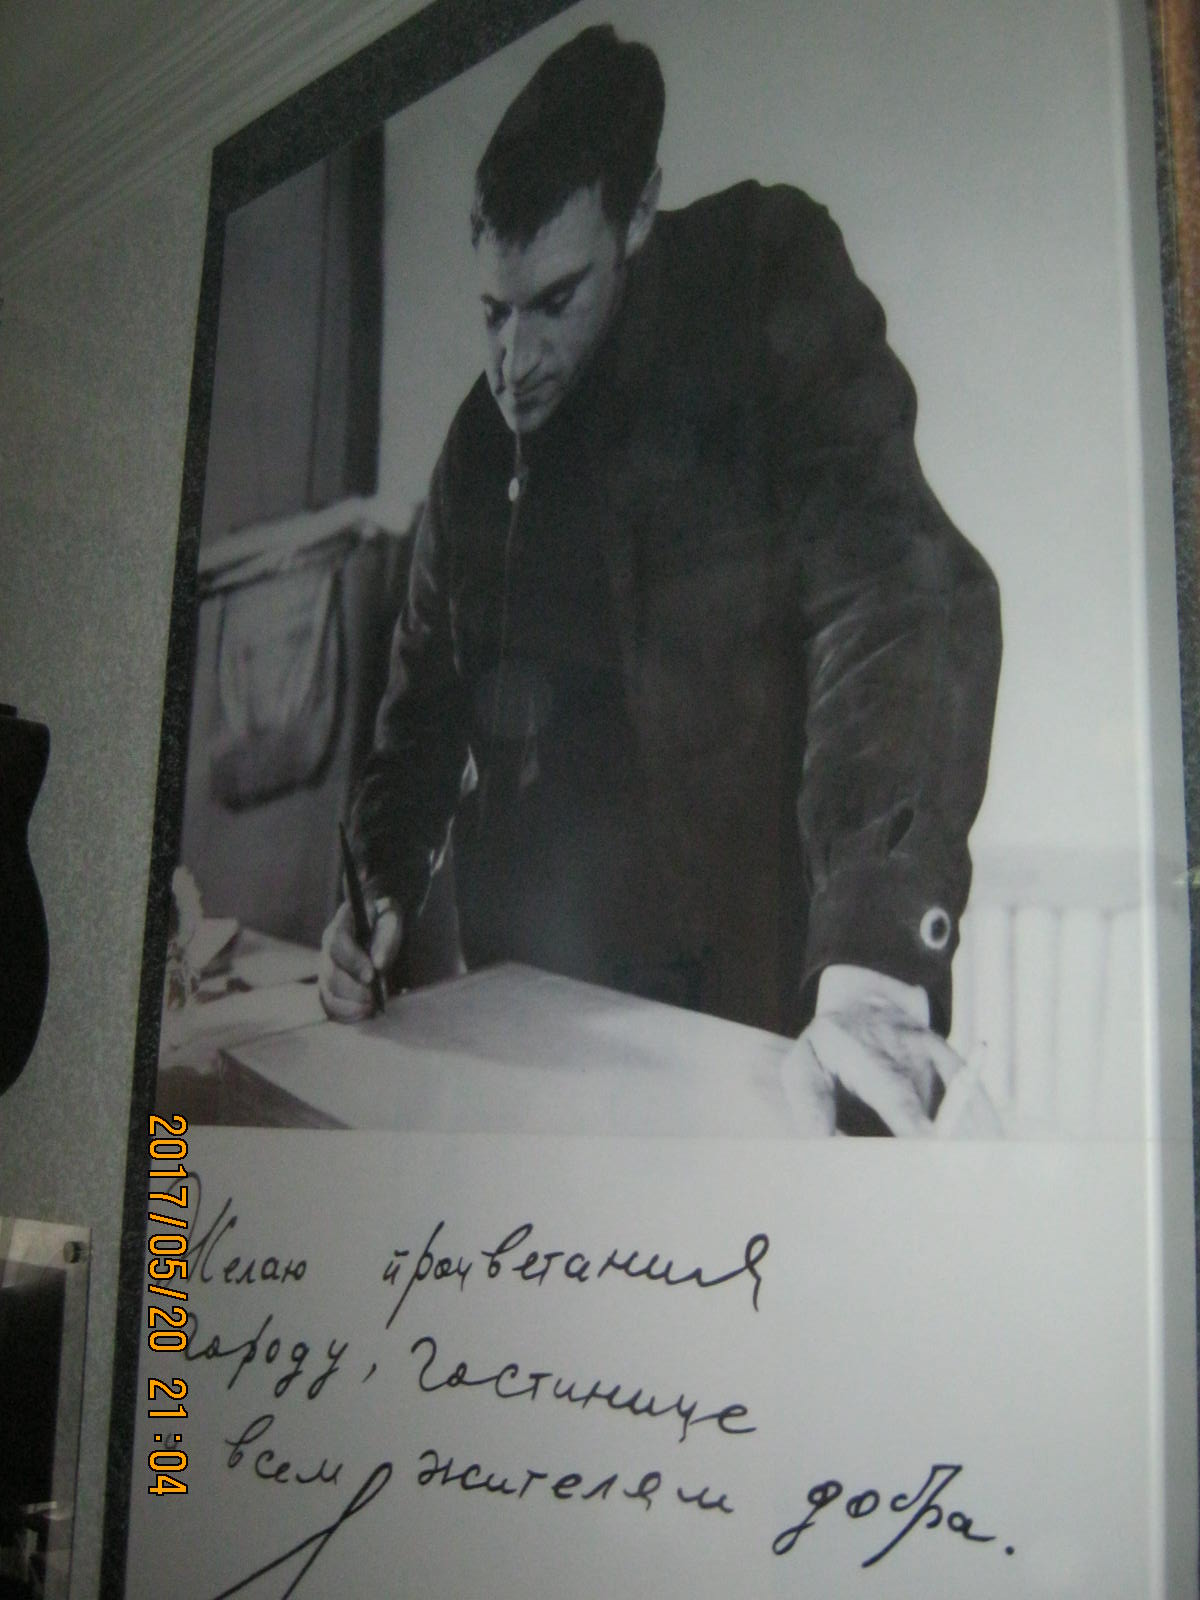 Желаю процветания
городу, гостинице
всем жителям добра.
2017/05/20 21:04